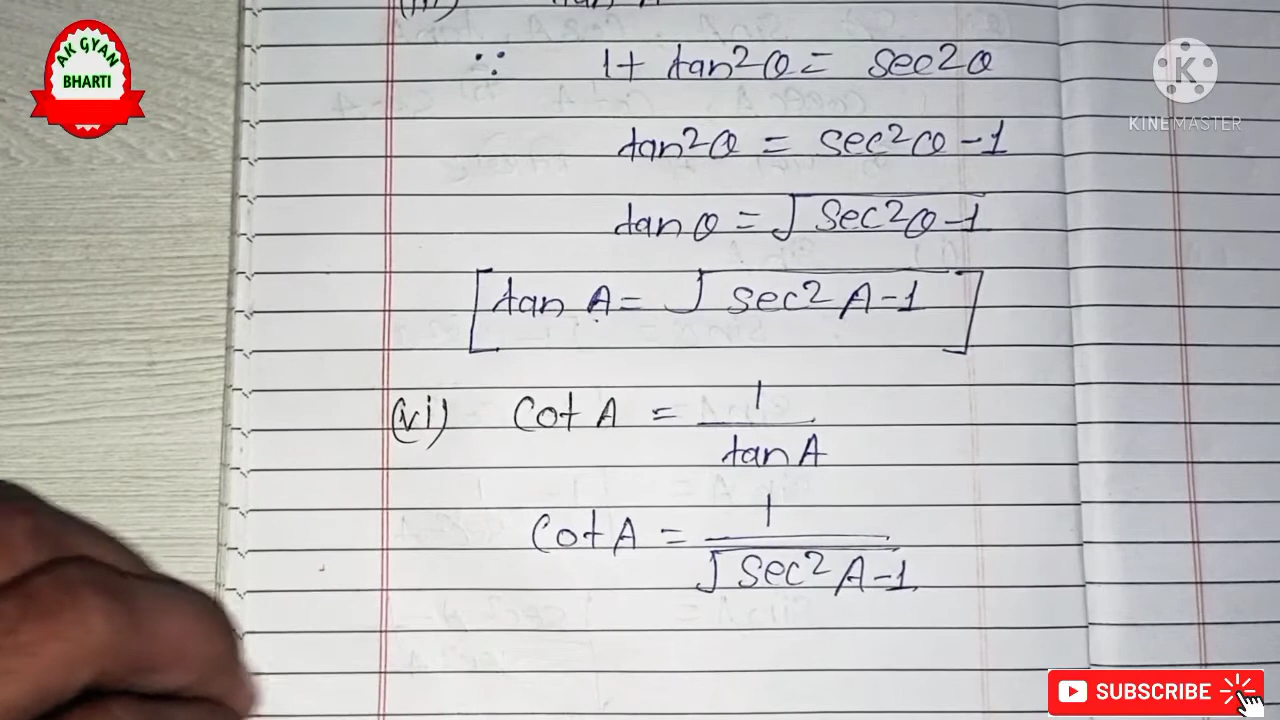 AK GYAN
BHARTI
K
KINEMASTER
∵ 1 + tan²θ = sec²θ
tan²θ = sec²θ - 1
tan θ = √sec²θ - 1
[tan A = √sec² A - 1]
(vi) Cot A = 1/tan A
Cot A = 1/√sec² A - 1
SUBSCRIBE